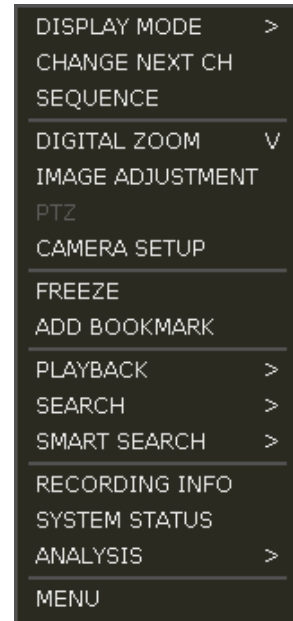 DISPLAY MODE >
CHANGE NEXT CH
SEQUENCE
DIGITAL ZOOM V
IMAGE ADJUSTMENT
PTZ
CAMERA SETUP
FREEZE
ADD BOOKMARK
PLAYBACK >
SEARCH >
SMART SEARCH >
RECORDING INFO
SYSTEM STATUS
ANALYSIS >
MENU